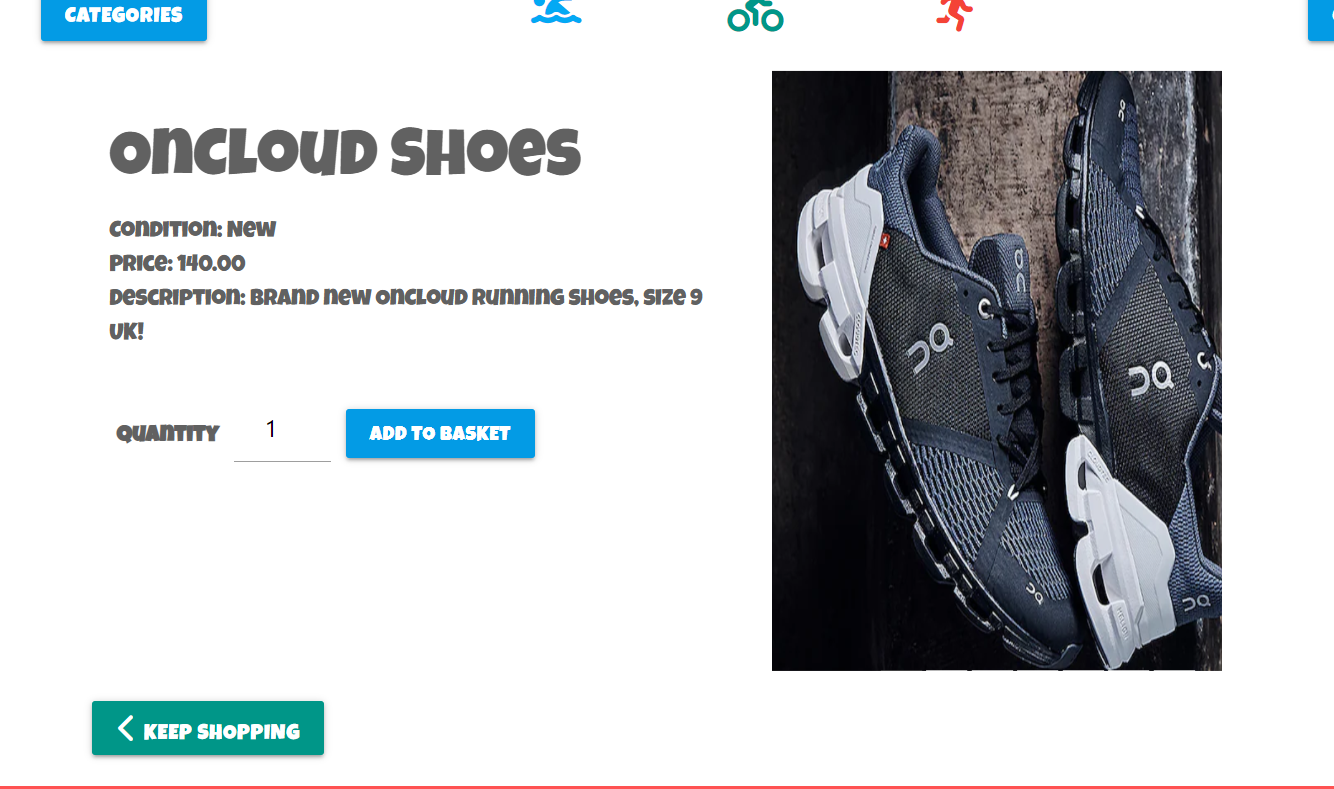 CATEGORIES
Oncloud Shoes
Condition: New
Price: 140.00
Description: Brand new oncloud running shoes, size 9
UK!
Quantity 1 ADD TO BASKET
KEEP SHOPPING